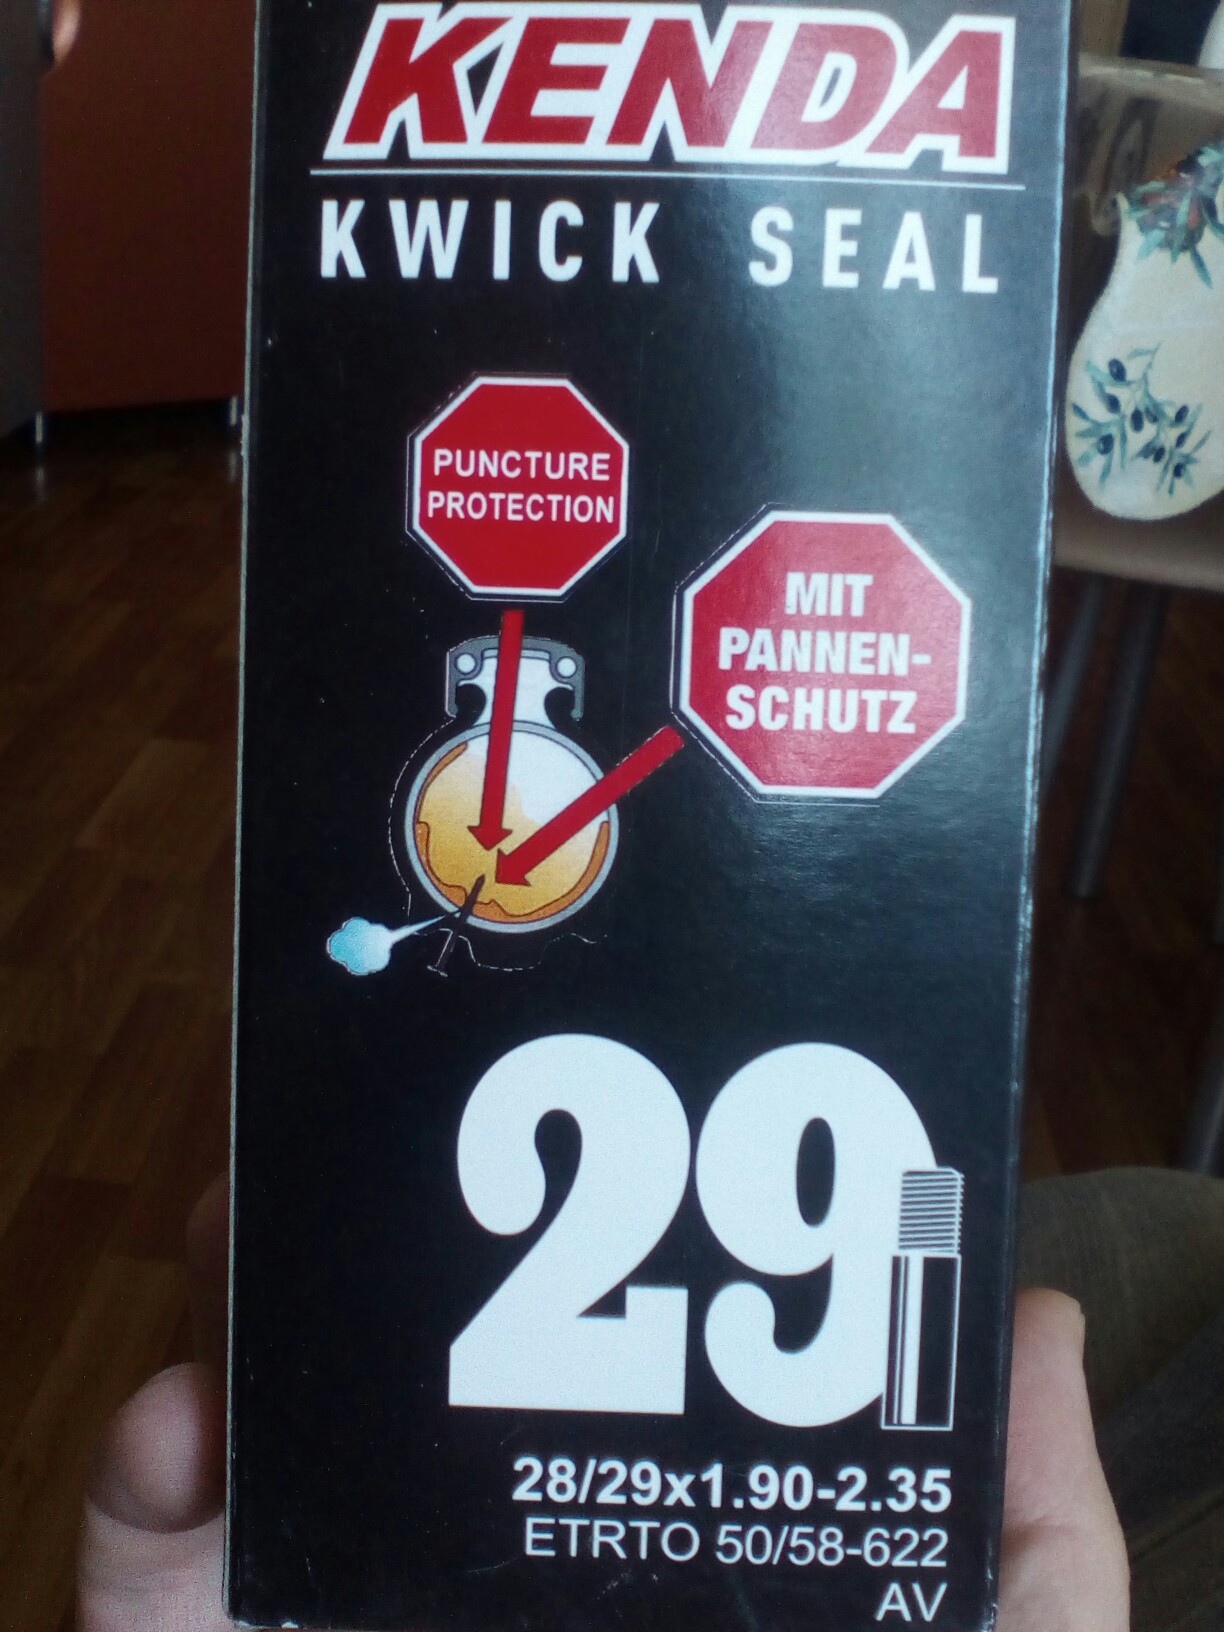 KENDA
KWICK SEAL
PUNCTURE
PROTECTION
MIT
PANNEN-
SCHUTZ
29
28/29x1.90-2.35
ETRTO 50/58-622
AV